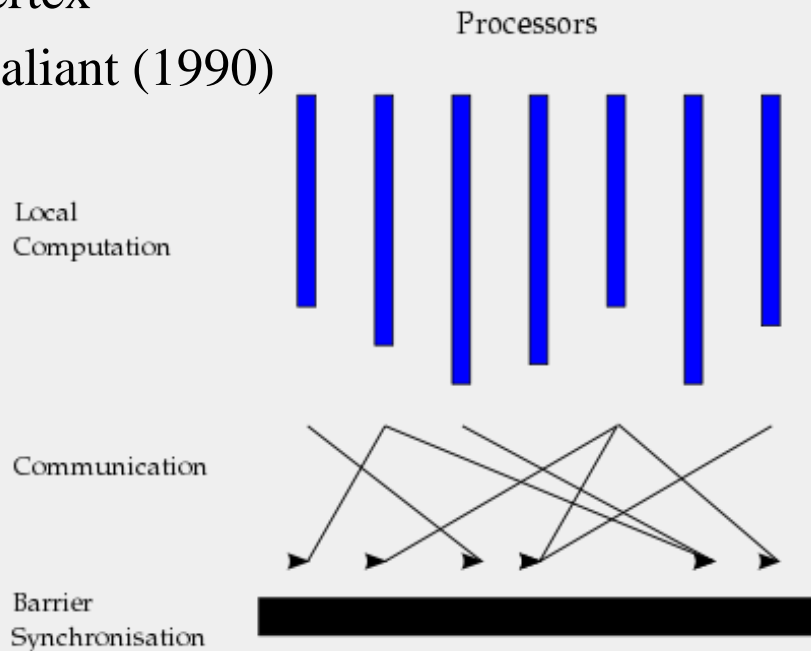 aliant (1990)
Processors
Local
Computation
Communication
Barrier
Synchronisation